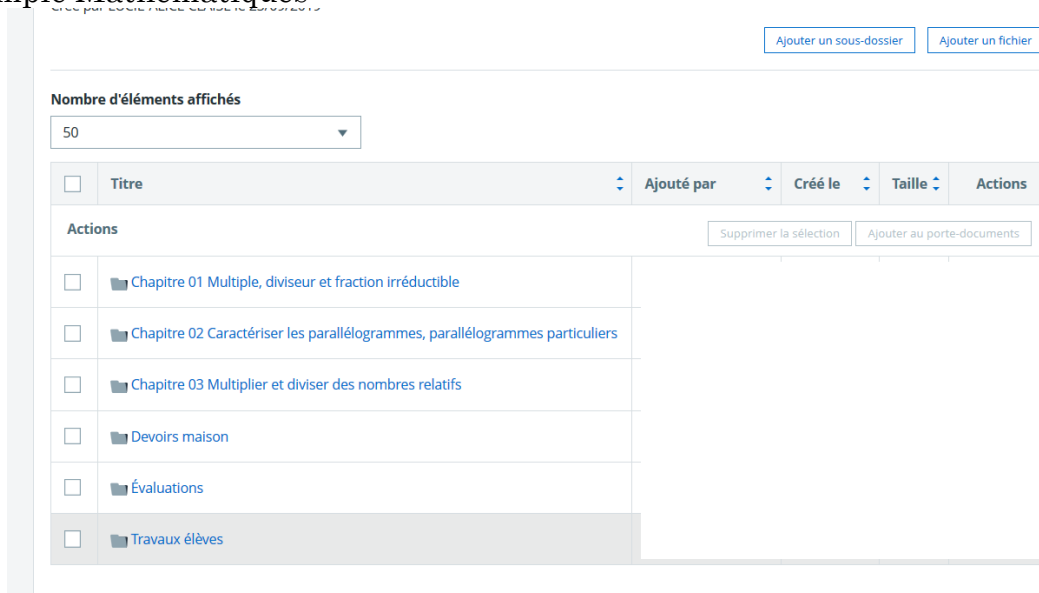 Mathématiques
Ajouter un sous-dossier Ajouter un fichier
Nombre d'éléments affichés
50
Titre Ajouté par Créé le Taille Actions
Actions Supprimer la sélection Ajouter au porte-documents
Chapitre 01 Multiple, diviseur et fraction irréductible
Chapitre 02 Caractériser les parallélogrammes, parallélogrammes particuliers
Chapitre 03 Multiplier et diviser des nombres relatifs
Devoirs maison
Évaluations
Travaux élèves